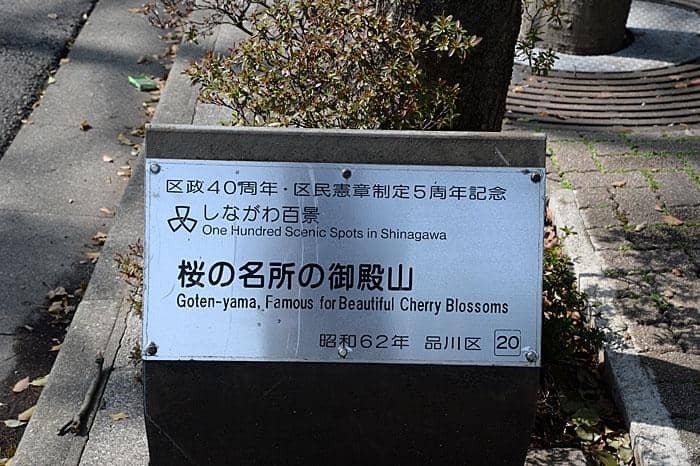 区政40周年・区民憲章制定5周年記念
しながわ百景
One Hundred Scenic Spots in Shinagawa
桜の名所の御殿山
Goten-yama, Famous for Beautiful Cherry Blossoms
昭和62年 品川区 20